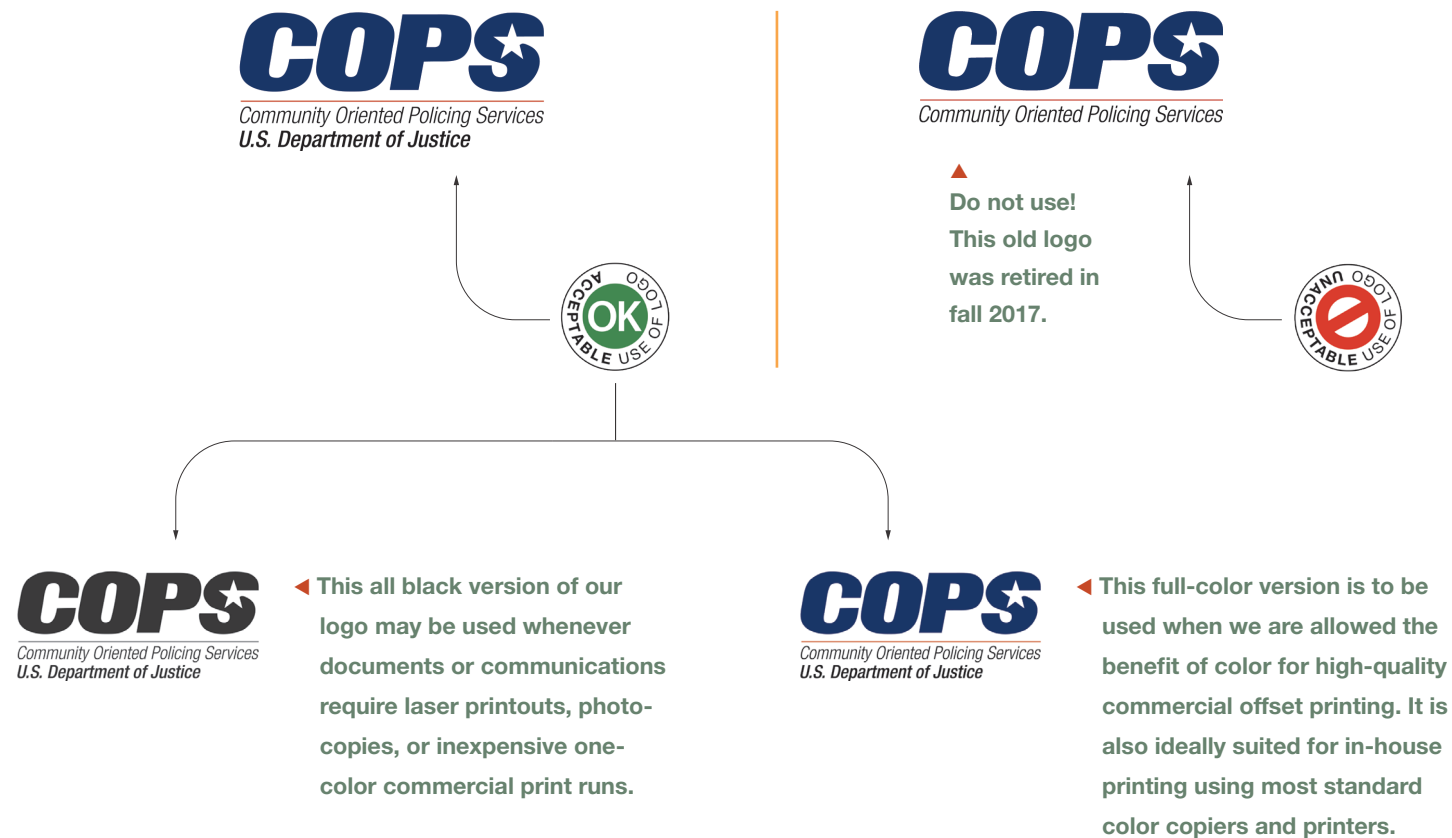 COPS
Community Oriented Policing Services
U.S. Department of Justice
ACCEPTABLE USE OF LOGO
OK
COPS
Community Oriented Policing Services
Do not use!
This old logo
was retired in
fall 2017.
UNACCEPTABLE USE OF LOGO
COPS
Community Oriented Policing Services
U.S. Department of Justice
This all black version of our
logo may be used whenever
documents or communications
require laser printouts, photo-
copies, or inexpensive one-
color commercial print runs.
COPS
Community Oriented Policing Services
U.S. Department of Justice
This full-color version is to be
used when we are allowed the
benefit of color for high-quality
commercial offset printing. It is
also ideally suited for in-house
printing using most standard
color copiers and printers.